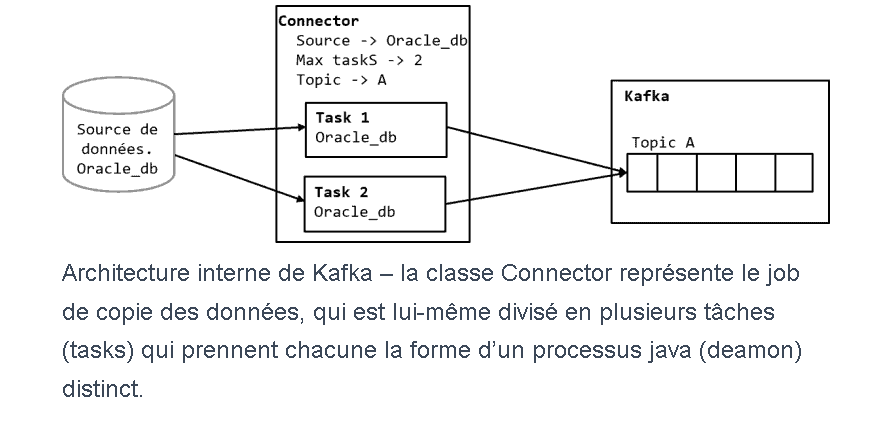 Connector
Source -> Oracle_db
Max taskS -> 2
Topic -> A
Source de
données.
Oracle_db
Task 1
Oracle_db
Task 2
Oracle_db
Kafka
Topic A
Architecture interne de Kafka – la classe Connector représente le job
de copie des données, qui est lui-même divisé en plusieurs tâches
(tasks) qui prennent chacune la forme d’un processus java (deamon)
distinct.